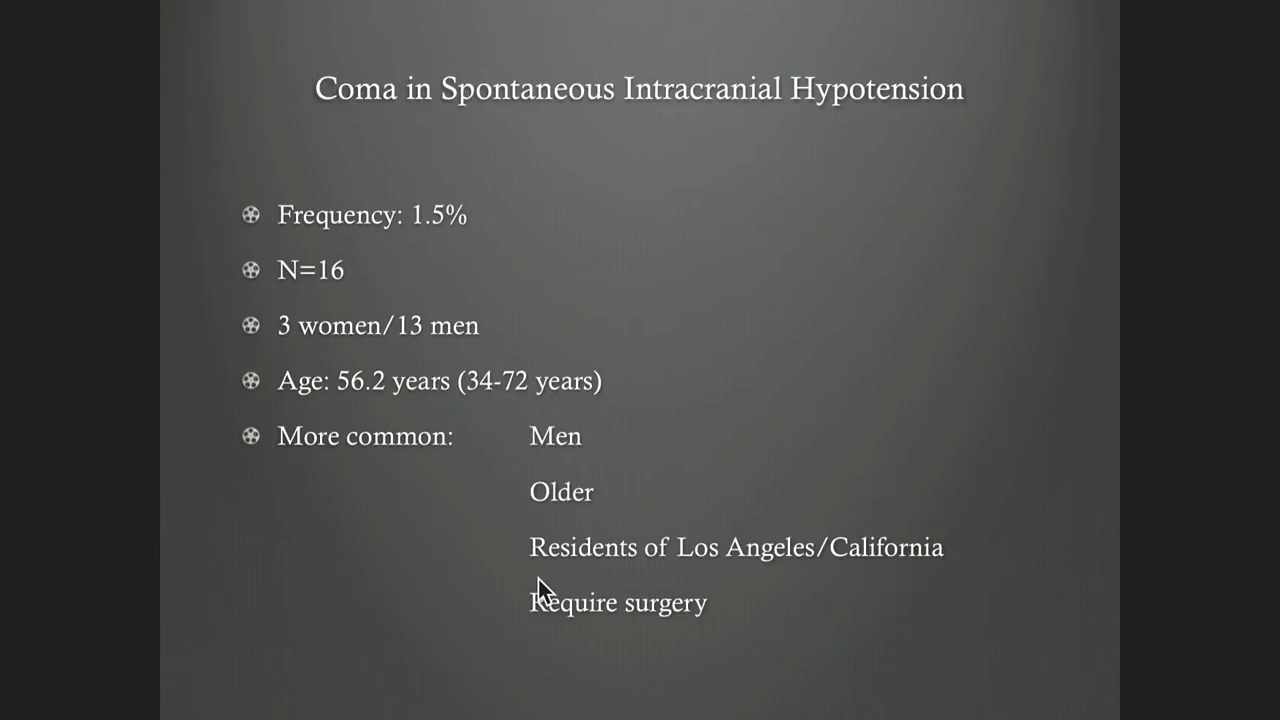 Coma in Spontaneous Intracranial Hypotension
Frequency: 1.5%
N=16
3 women/13 men
Age: 56.2 years (34-72 years)
More common: Men
Older
Residents of Los Angeles/California
Require surgery